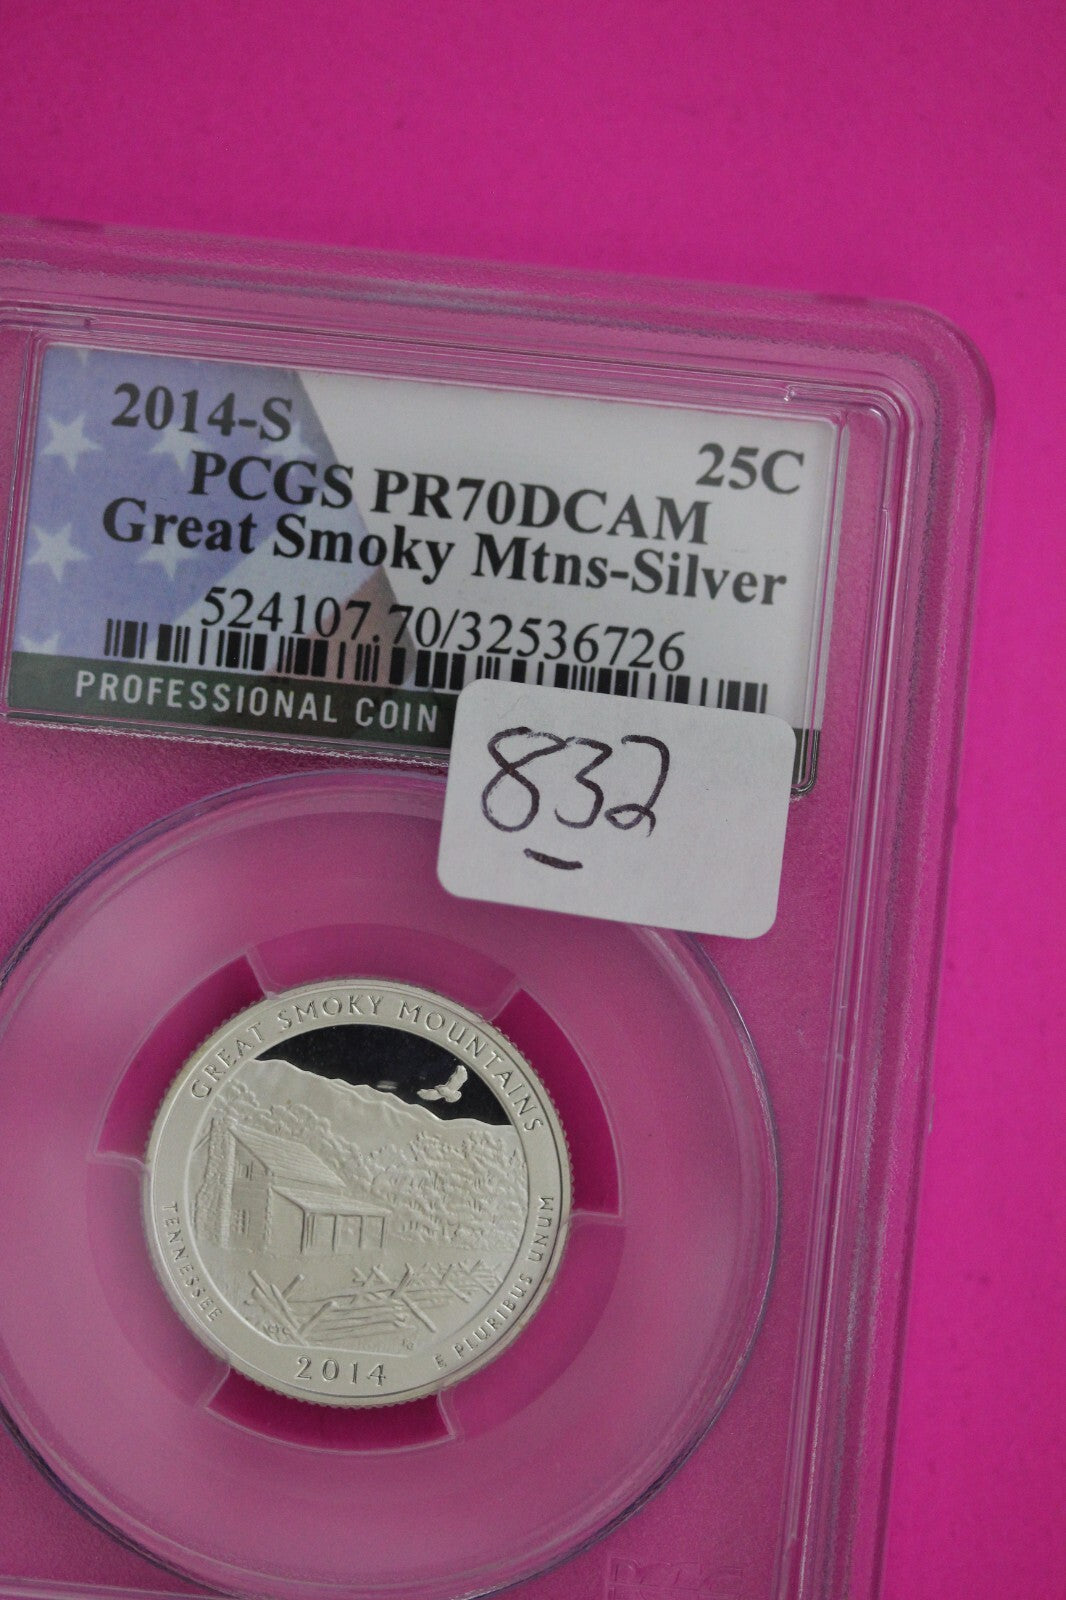 2014-S
25C
PCGS PR70DCAM
Great Smoky Mtns-Silver
524107.70/32536726
PROFESSIONAL COIN
832
GREAT SMOKY MOUNTAINS
TENNESSEE
E PLURIBUS UNUM
2014